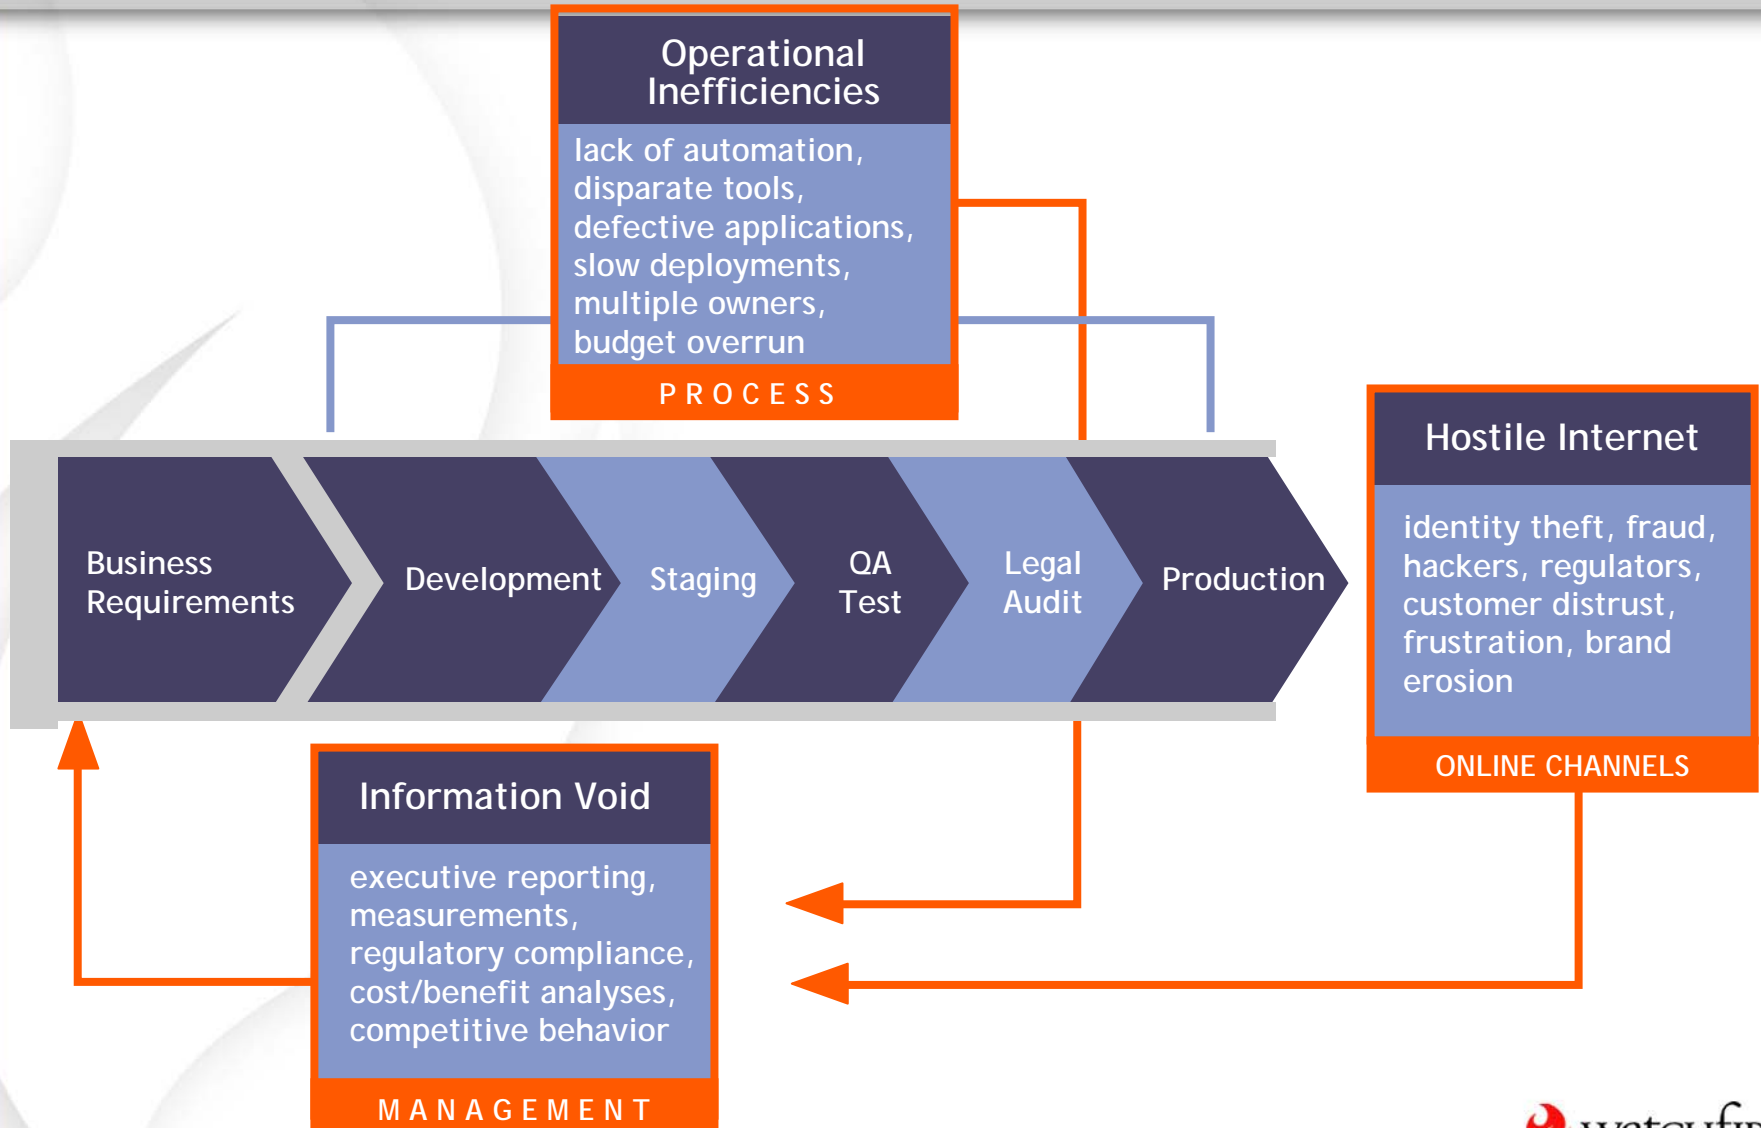 Operational
Inefficiencies
lack of automation,
disparate tools,
defective applications,
slow deployments,
multiple owners,
budget overrun
PROCESS
Business
Requirements
Development
Staging
QA
Test
Legal
Audit
Production
Hostile Internet
identity theft, fraud,
hackers, regulators,
customer distrust,
frustration, brand
erosion
ONLINE CHANNELS
Information Void
executive reporting,
measurements,
regulatory compliance,
cost/benefit analyses,
competitive behavior
MANAGEMENT